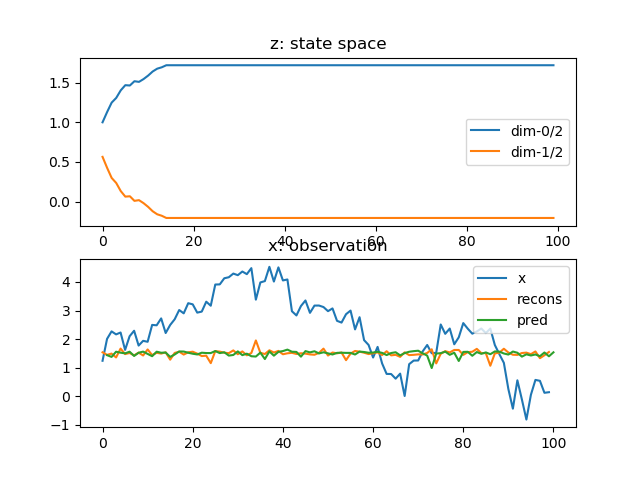 z: state space
1.5
1.0
0.5
0.0
dim-0/2
dim-1/2
0 20 40 60 80 100
x: observation
4
3
2
1
0
−1
x
recons
pred
0 20 40 60 80 100